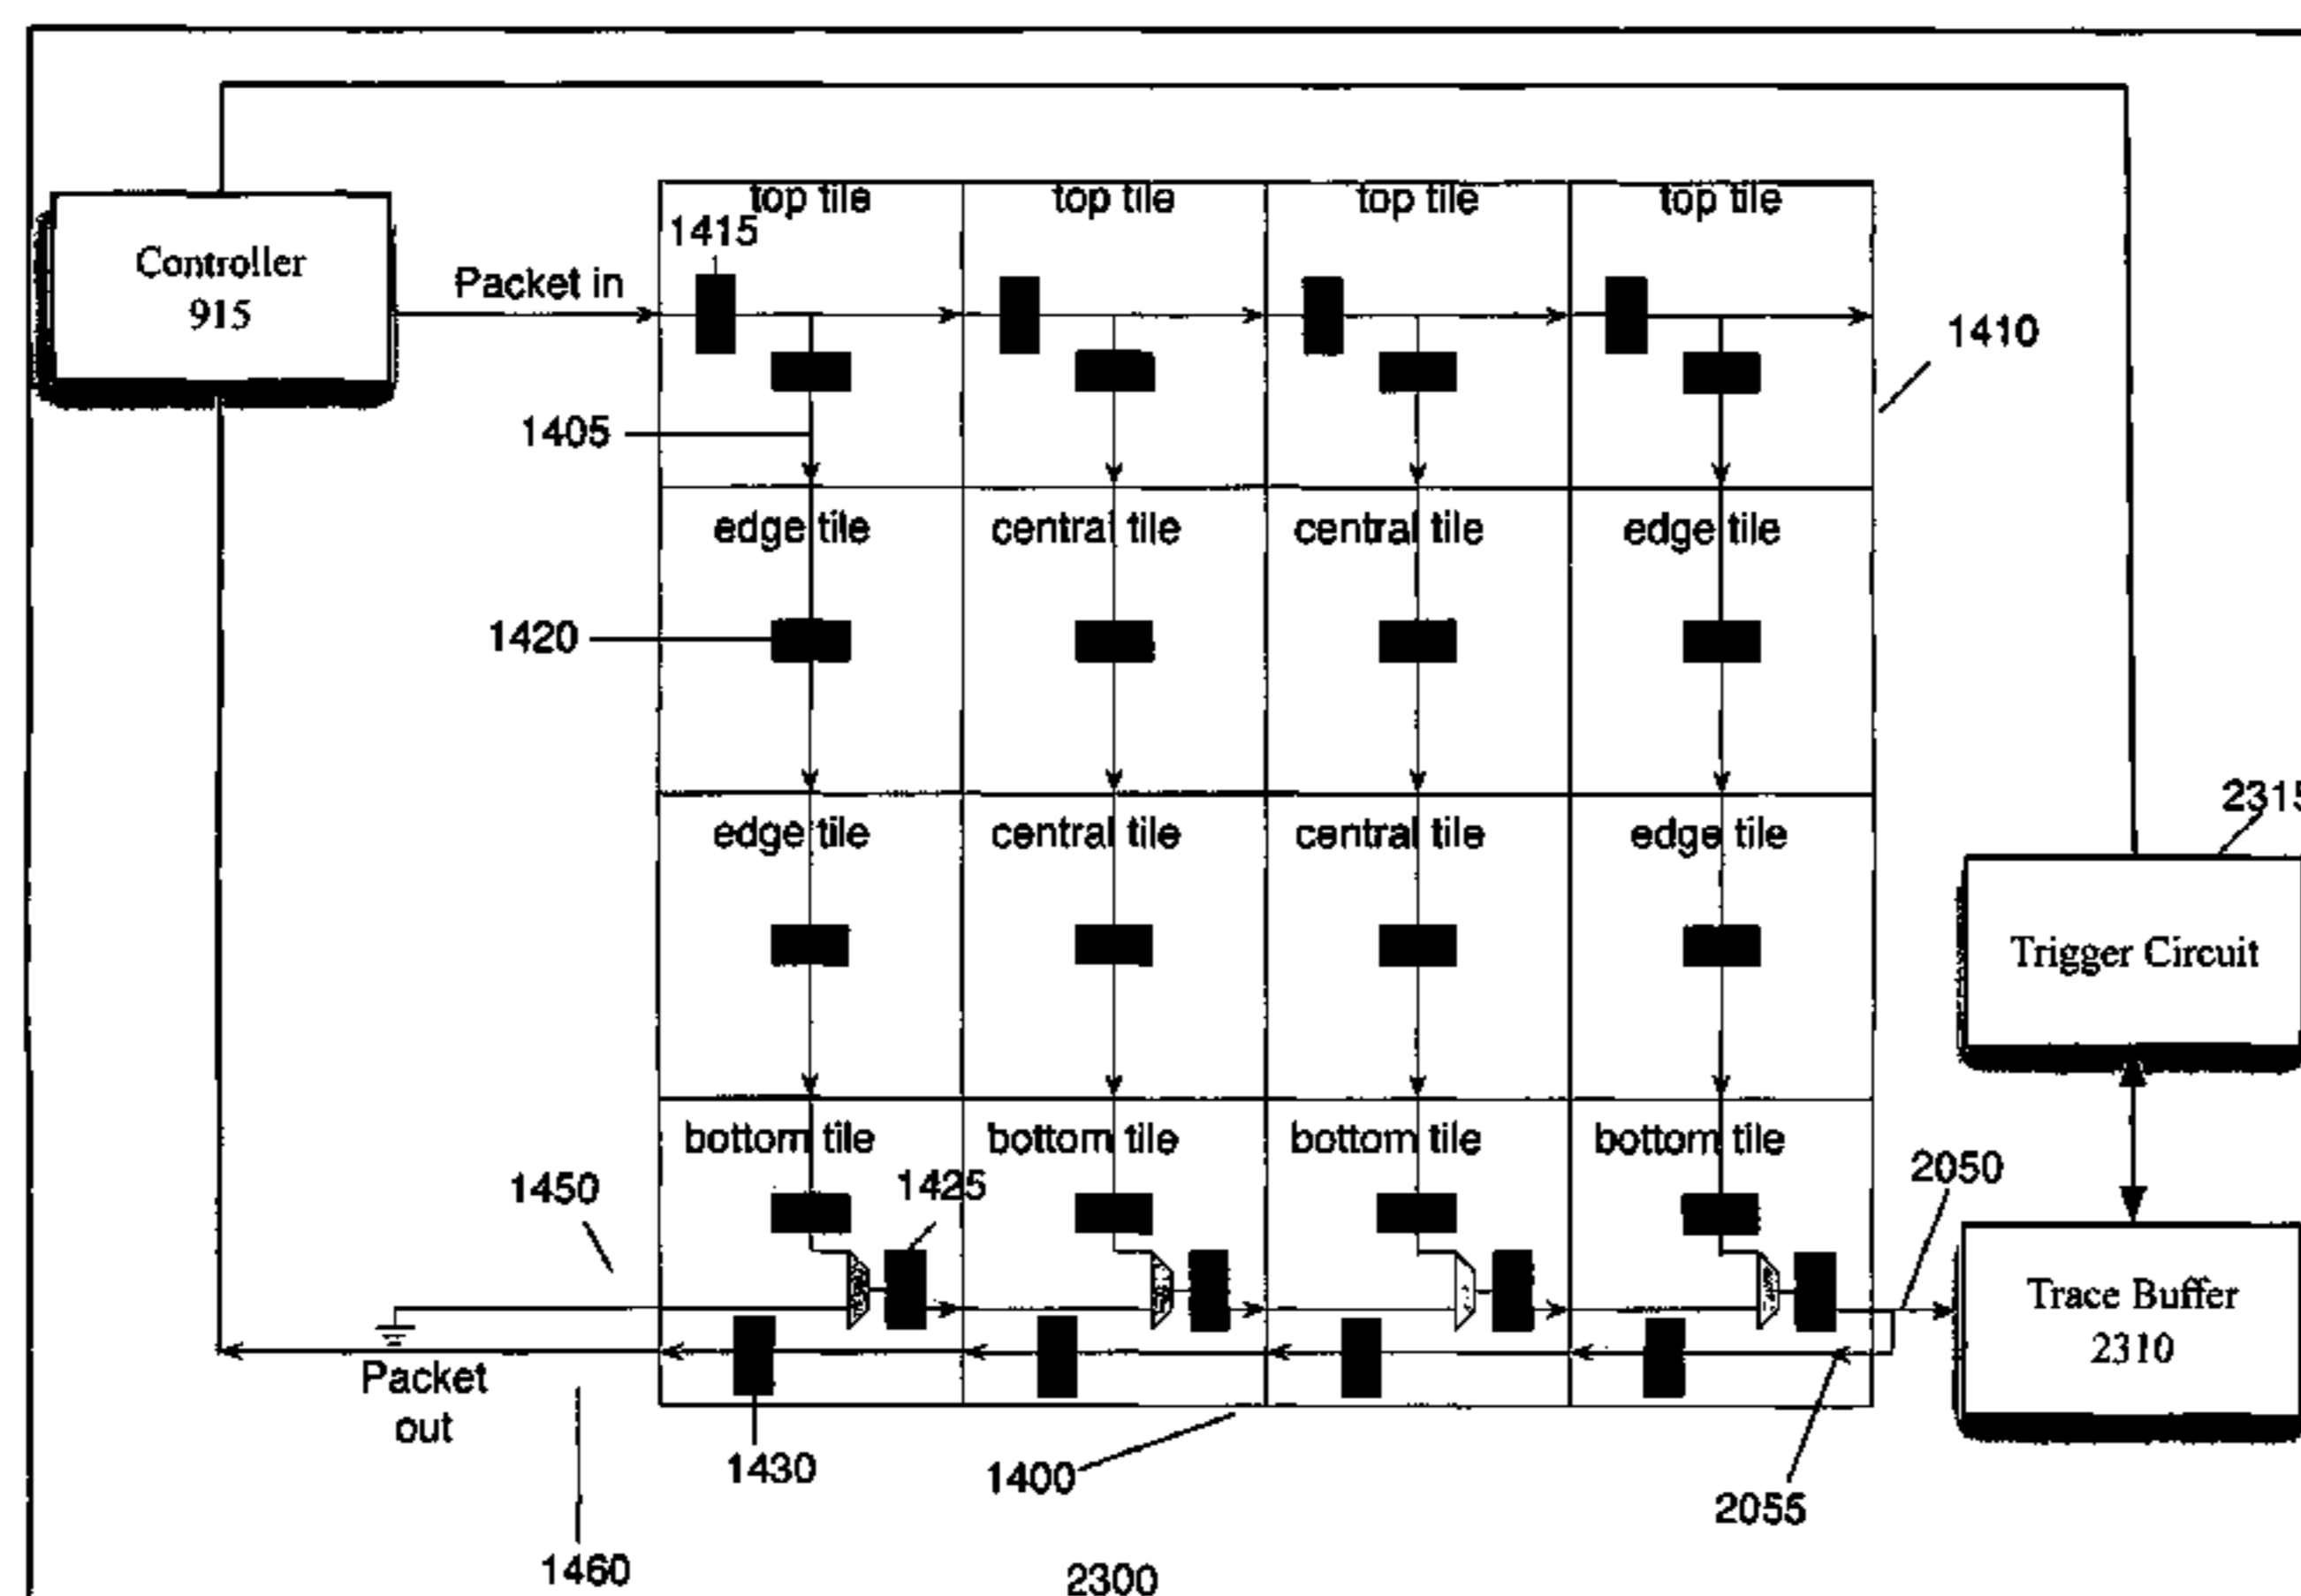 top tile top tile top tile top tile
1415
Controller
915
Packet in
1410
1405
edge tile central tile central tile edge tile
1420
2315
edge tile central tile central tile edge tile
Trigger Circuit
bottom tile bottom tile bottom tile bottom tile
1450
1425
2050
Trace Buffer
2310
Packet
out
1430
1400
2055
1460
2300